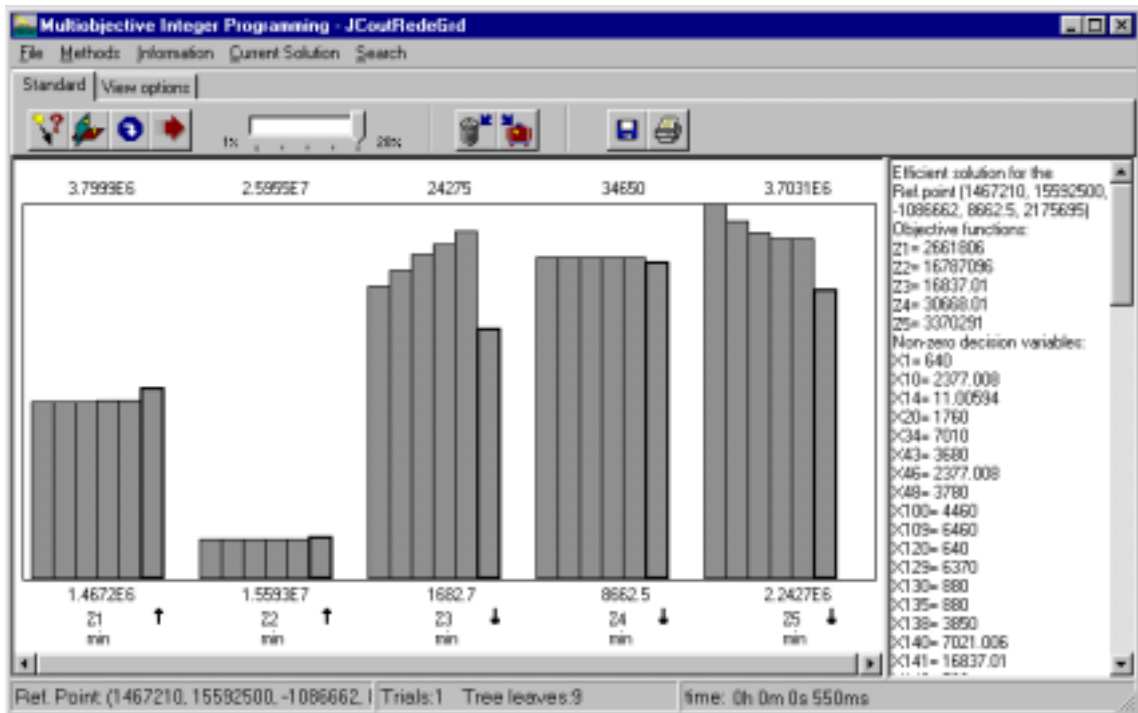 Multiobjective Integer Programming - JCoutRedeGrd
File Methods Information Current Solution Search
Standard View options
1% 20%
3.7999E6 2.5955E7 24275 34650 3.7031E6
1.4672E6 1.5593E7 1682.7 8662.5 2.2427E6
Z1 Z2 Z3 Z4 Z5
min min min min min
Efficient solution for the
Ref.point (1467210, 15592500,
-1086662, 8662.5, 2175695)
Objective functions:
Z1= 2661806
Z2= 16787096
Z3= 16837.01
Z4= 30668.01
Z5= 3370291
Non-zero decision variables:
X1= 640
X10= 2377.008
X14= 11.00594
X20= 1760
X34= 7010
X43= 3680
X46= 2377.008
X48= 3780
X100= 4460
X109= 6460
X120= 640
X129= 6370
X130= 880
X135= 880
X138= 3850
X140= 7021.006
X141= 16837.01
Ref. Point: (1467210, 15592500, -1086662, Trials:1 Tree leaves:9 time: 0h 0m 0s 550ms